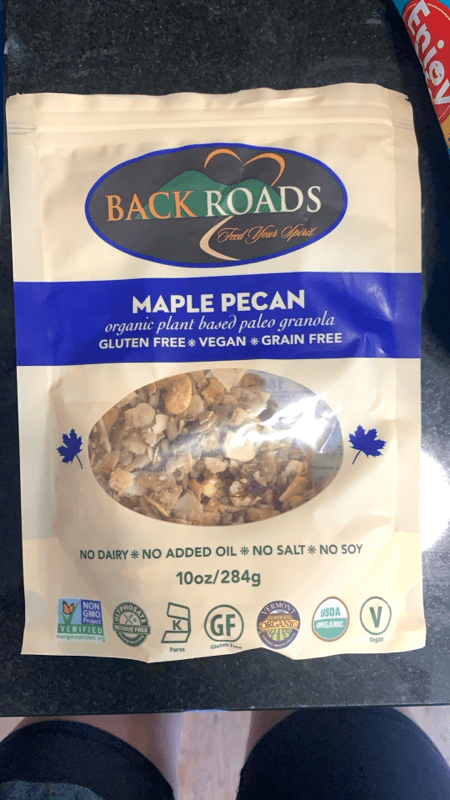 Enjoy
BACK ROADS
Feed Your Spirit
MAPLE PECAN
organic plant based paleo granola
GLUTEN FREE * VEGAN * GRAIN FREE
NO DAIRY * NO ADDED OIL * NO SALT * NO SOY
10oz/284g
NON
GMO
Project
VERIFIED
nongmoproject.org
GLYPHOSATE
RESIDUE FREE
K
Parve
GF
Gluten Free
VERMONT
CERTIFIED
ORGANIC
USDA
ORGANIC
V
Vegan